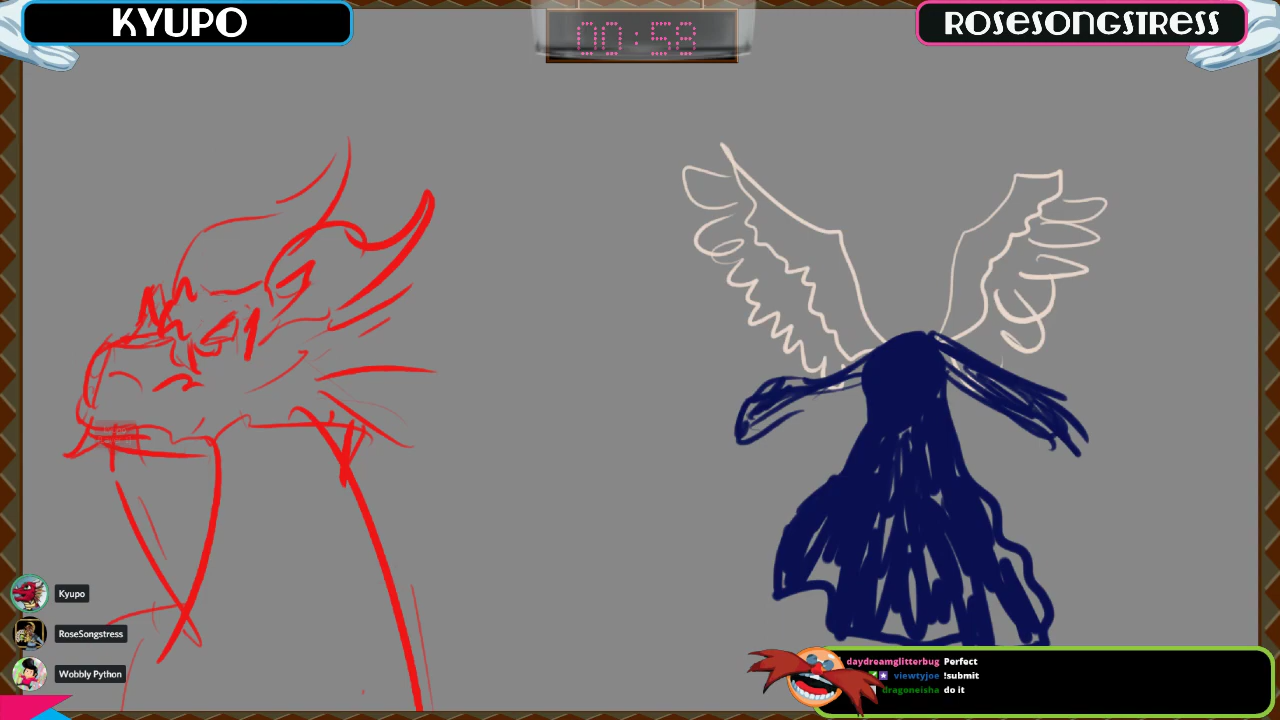 KYUPO
00:58
ROSESONGSTRESS
Kyupo
RoseSongstress
Wobbly Python
daydreamglitterbug Perfect
viewtyjoe !submit
dragoneisha do it